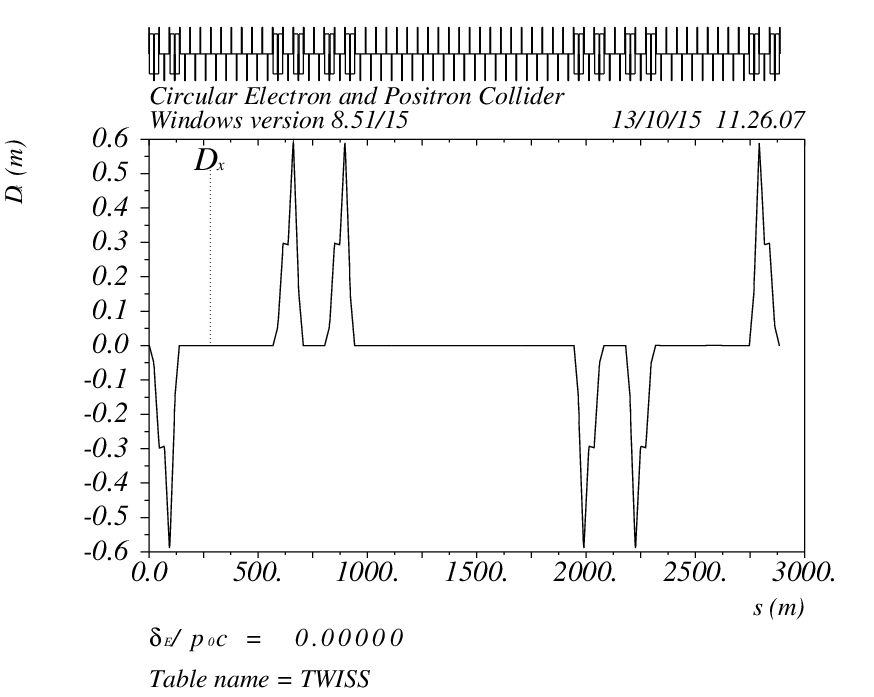 Circular Electron and Positron Collider
Windows version 8.51/15 13/10/15 11.26.07
D (m)
Dx
0.6
0.5
0.4
0.3
0.2
0.1
0.0
-0.1
-0.2
-0.3
-0.4
-0.5
-0.6
0.0 500. 1000. 1500. 2000. 2500. 3000.
s (m)
δE/ p0c = 0.00000
Table name = TWISS